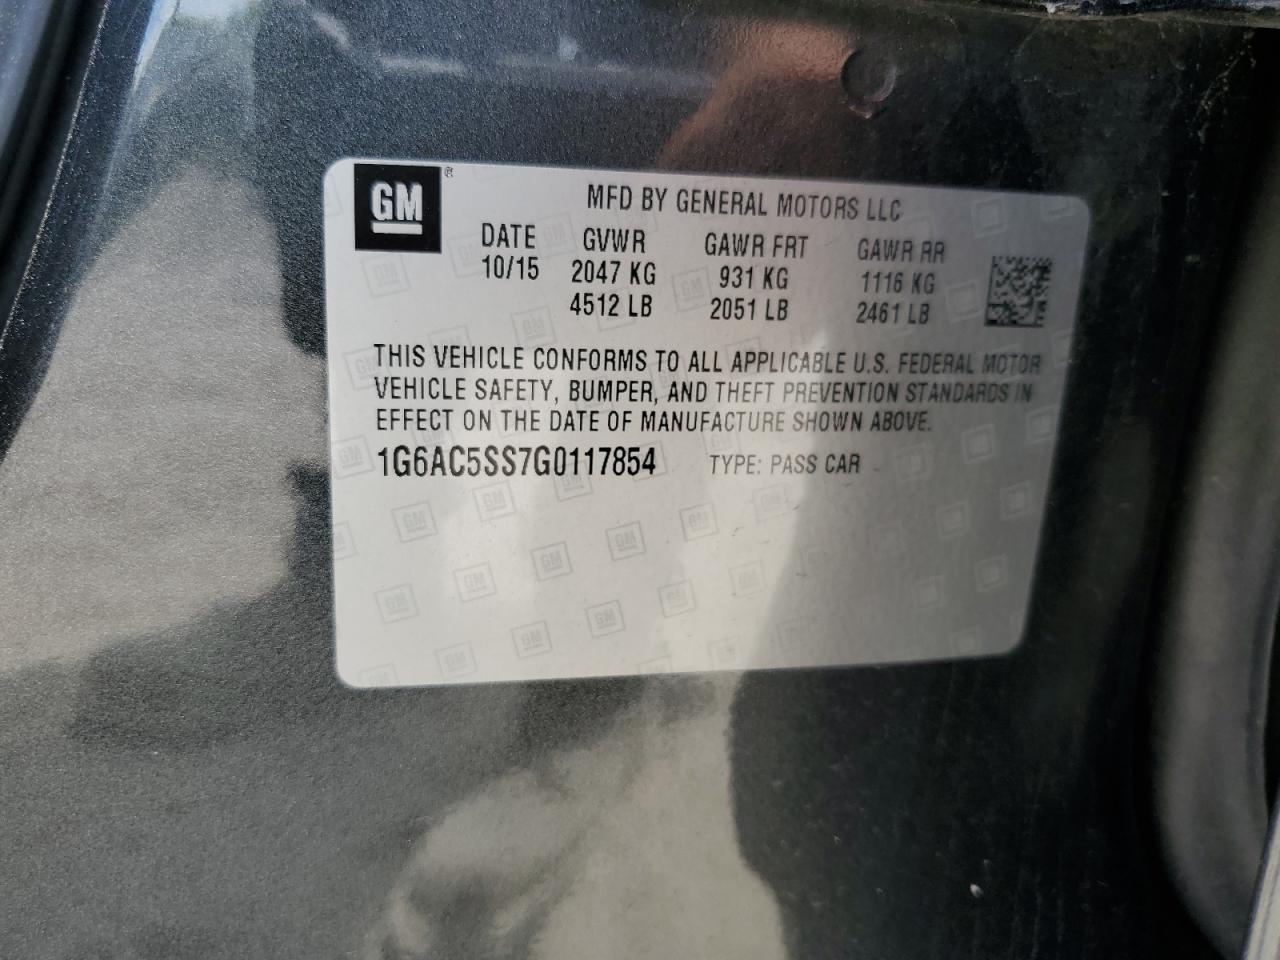 GM ®
MFD BY GENERAL MOTORS LLC
DATE GVWR GAWR FRT GAWR RR
10/15 2047 KG 931 KG 1116 KG
4512 LB 2051 LB 2461 LB
THIS VEHICLE CONFORMS TO ALL APPLICABLE U.S. FEDERAL MOTOR
VEHICLE SAFETY, BUMPER, AND THEFT PREVENTION STANDARDS IN
EFFECT ON THE DATE OF MANUFACTURE SHOWN ABOVE.
1G6AC5SS7G0117854 TYPE: PASS CAR